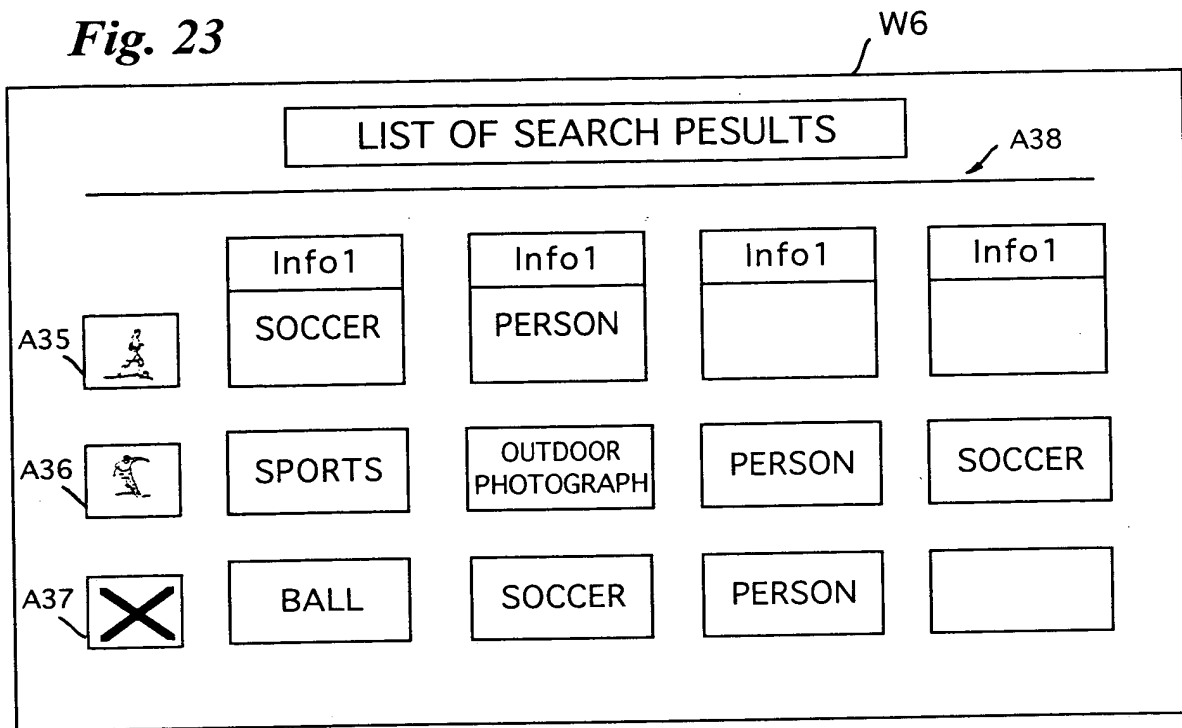 Fig. 23
W6
LIST OF SEARCH PESULTS
A38
Info1 Info1 Info1 Info1
A35 SOCCER PERSON
A36 SPORTS OUTDOOR PHOTOGRAPH PERSON SOCCER
A37 BALL SOCCER PERSON